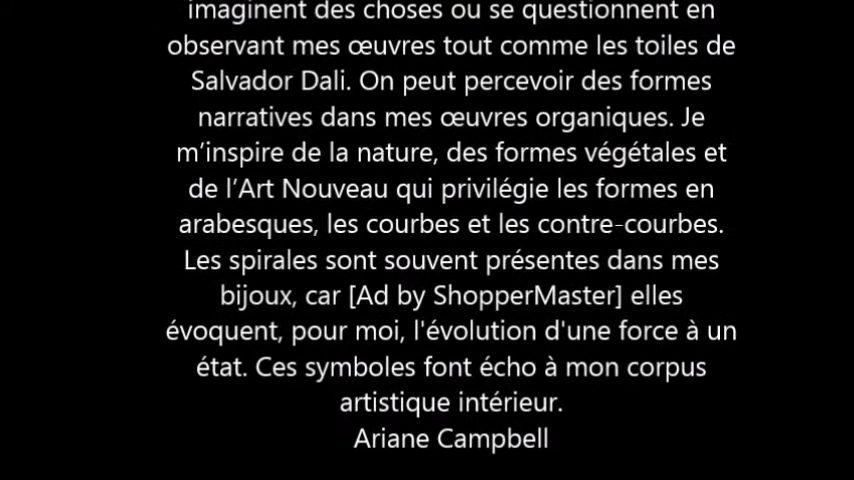 imaginent des choses ou se questionnent en
observant mes œuvres tout comme les toiles de
Salvador Dali. On peut percevoir des formes
narratives dans mes œuvres organiques. Je
m’inspire de la nature, des formes végétales et
de l’Art Nouveau qui privilégie les formes en
arabesques, les courbes et les contre-courbes.
Les spirales sont souvent présentes dans mes
bijoux, car [Ad by ShopperMaster] elles
évoquent, pour moi, l'évolution d'une force à un
état. Ces symboles font écho à mon corpus
artistique intérieur.
Ariane Campbell